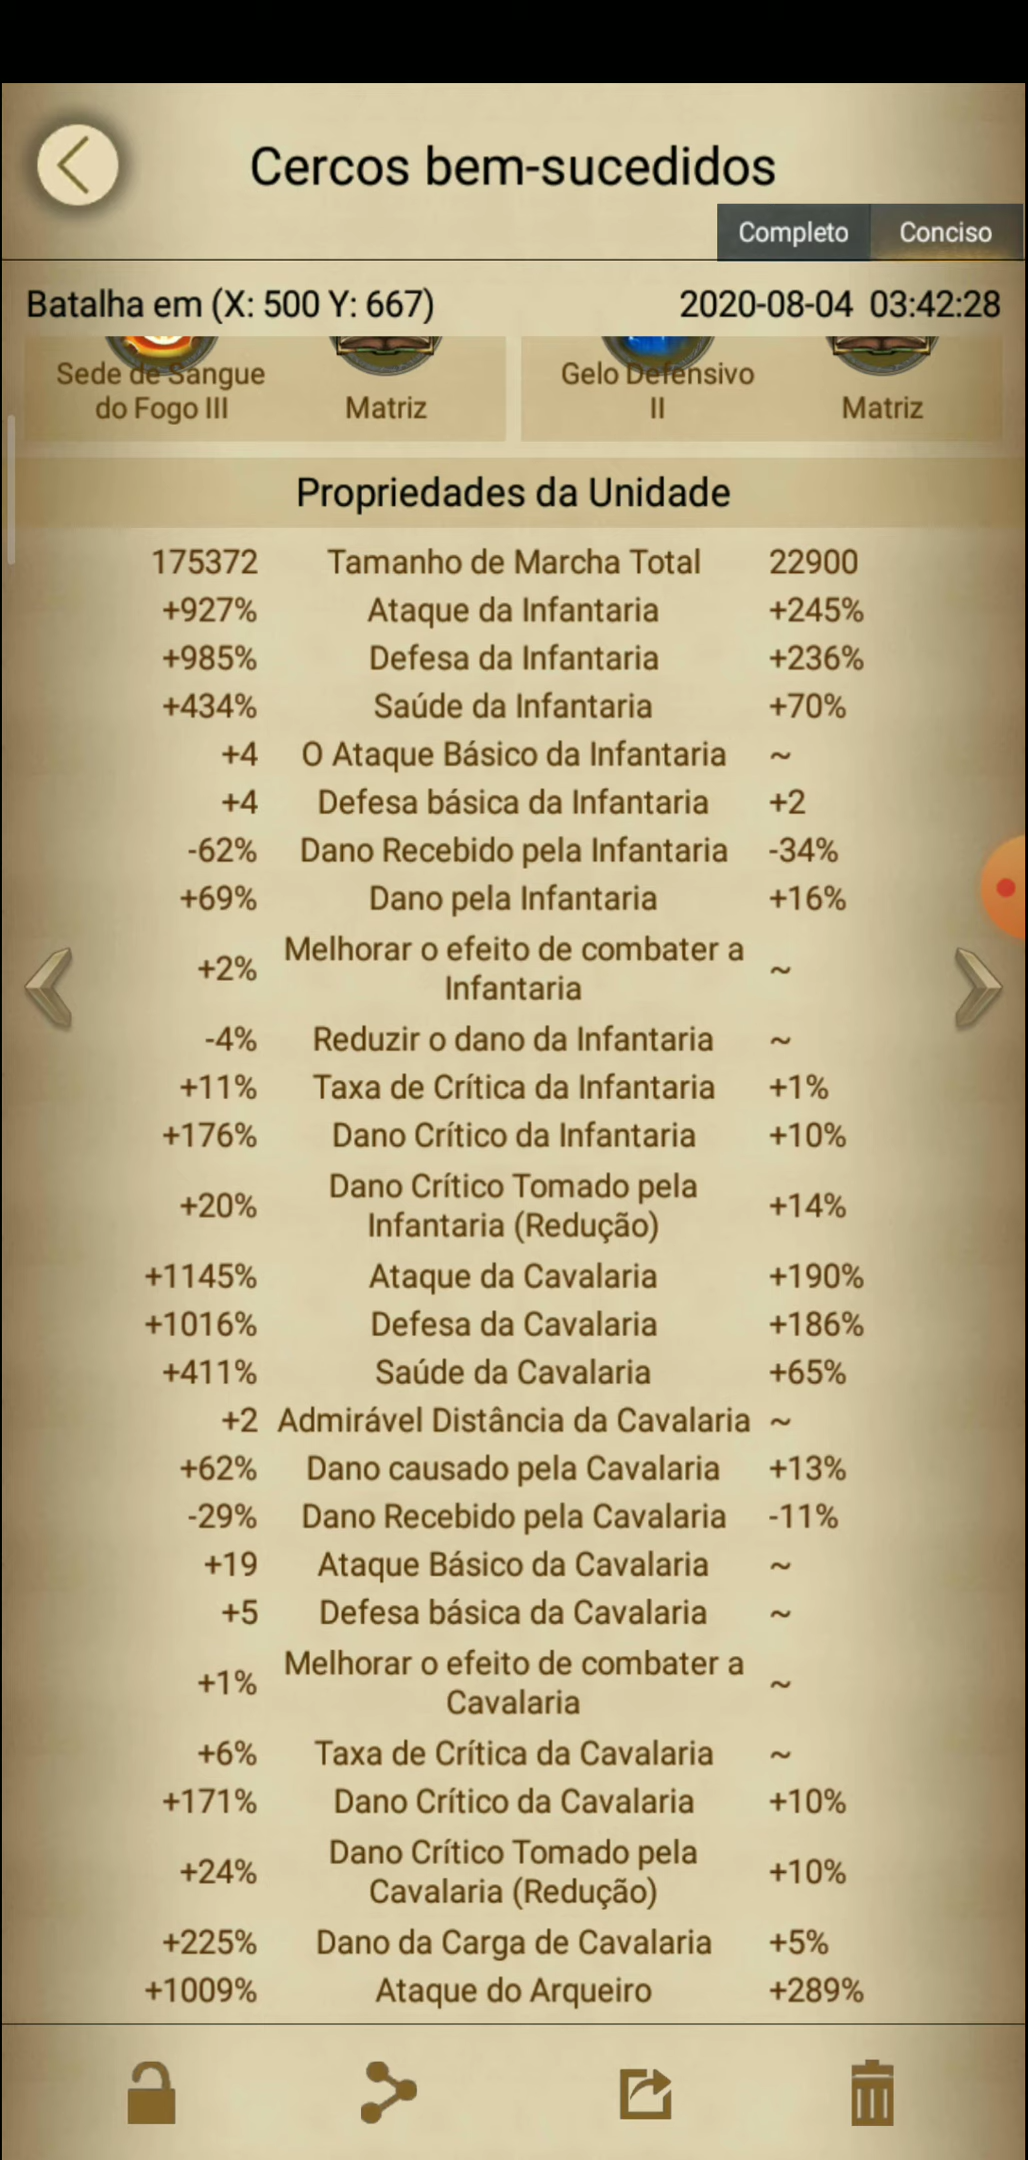 Cercos bem-sucedidos
Completo Conciso
Batalha em (X: 500 Y: 667) 2020-08-04 03:42:28
Sede de Sangue do Fogo III Matriz Gelo Defensivo II Matriz
Propriedades da Unidade
175372 Tamanho de Marcha Total 22900
+927% Ataque da Infantaria +245%
+985% Defesa da Infantaria +236%
+434% Saúde da Infantaria +70%
+4 O Ataque Básico da Infantaria ~
+4 Defesa básica da Infantaria +2
-62% Dano Recebido pela Infantaria -34%
+69% Dano pela Infantaria +16%
+2% Melhorar o efeito de combater a Infantaria ~
-4% Reduzir o dano da Infantaria ~
+11% Taxa de Crítica da Infantaria +1%
+176% Dano Crítico da Infantaria +10%
+20% Dano Crítico Tomado pela Infantaria (Redução) +14%
+1145% Ataque da Cavalaria +190%
+1016% Defesa da Cavalaria +186%
+411% Saúde da Cavalaria +65%
+2 Admirável Distância da Cavalaria ~
+62% Dano causado pela Cavalaria +13%
-29% Dano Recebido pela Cavalaria -11%
+19 Ataque Básico da Cavalaria ~
+5 Defesa básica da Cavalaria ~
+1% Melhorar o efeito de combater a Cavalaria ~
+6% Taxa de Crítica da Cavalaria ~
+171% Dano Crítico da Cavalaria +10%
+24% Dano Crítico Tomado pela Cavalaria (Redução) +10%
+225% Dano da Carga de Cavalaria +5%
+1009% Ataque do Arqueiro +289%